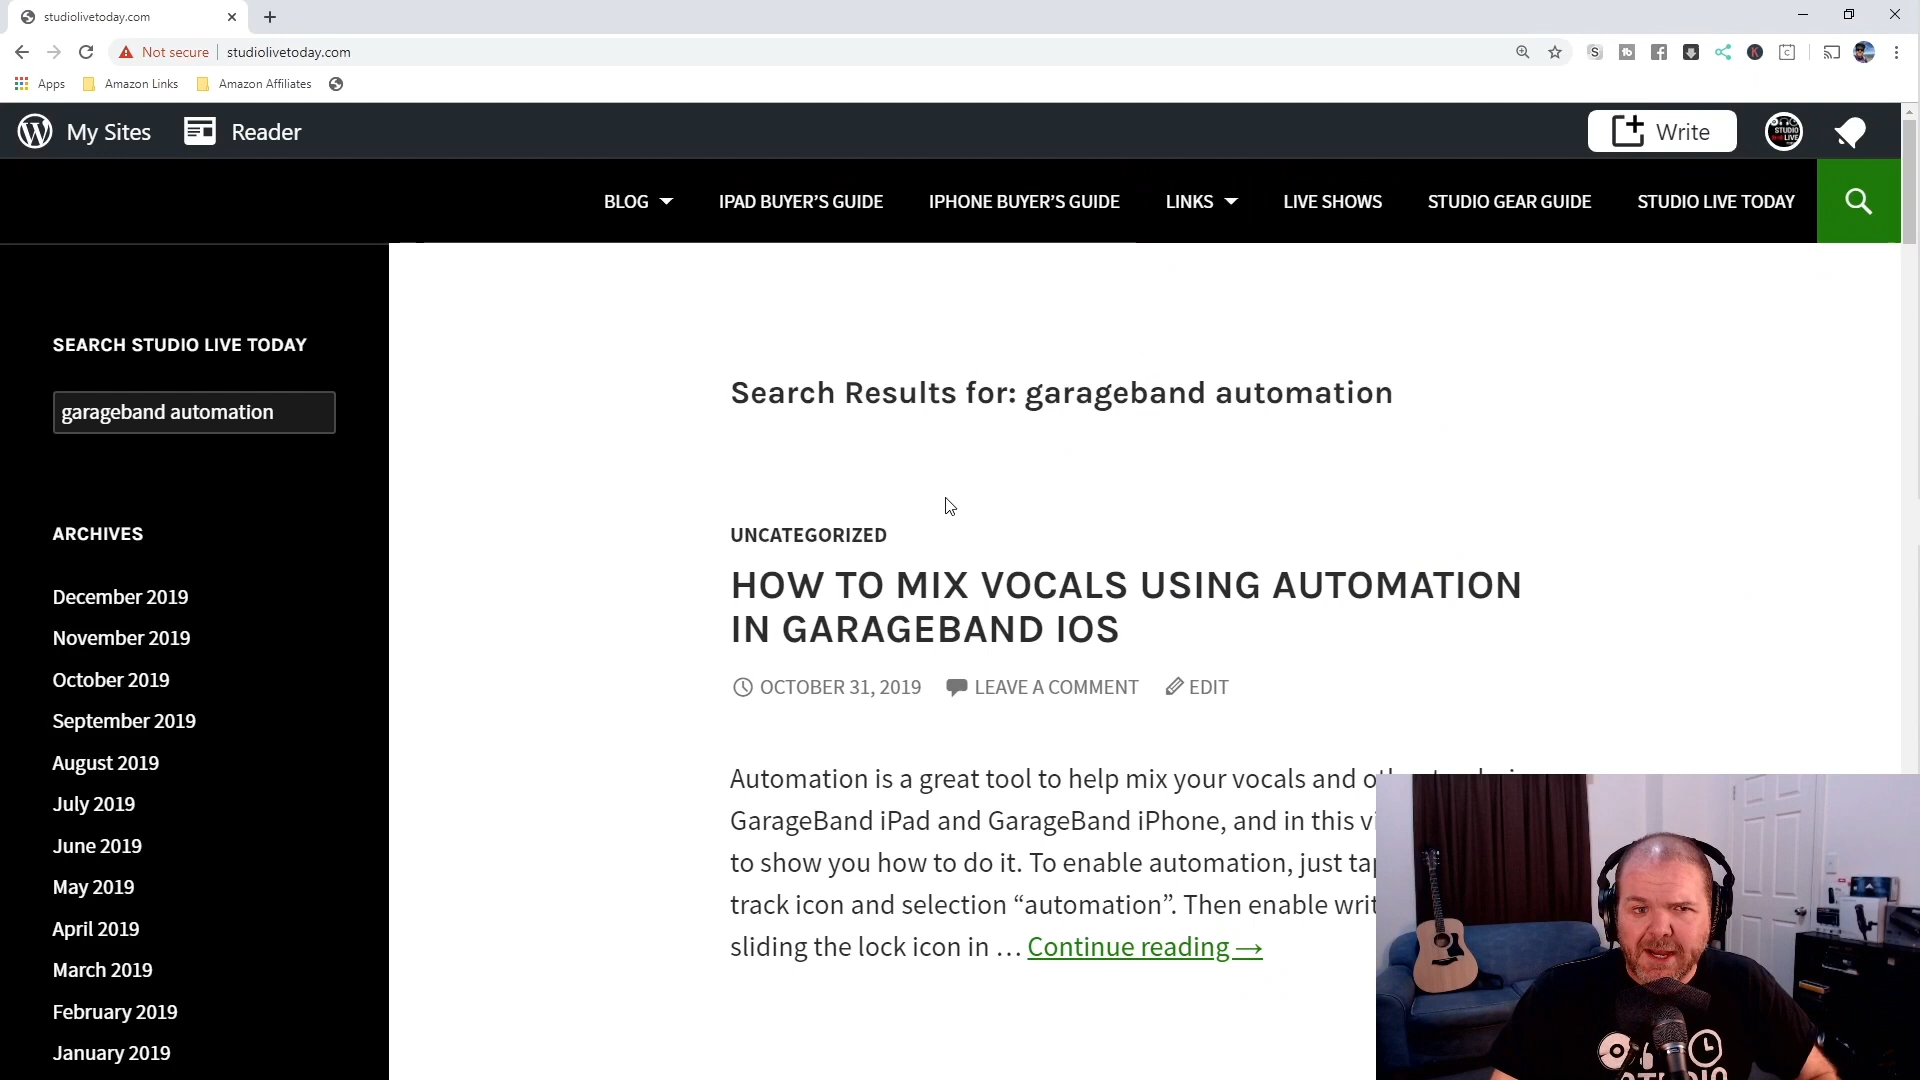 studiolivetoday.com
Not secure
studiolivetoday.com
Apps
Amazon Links
Amazon Affiliates
My Sites
Reader
Write
BLOG
IPAD BUYER'S GUIDE
IPHONE BUYER'S GUIDE
LINKS
LIVE SHOWS
STUDIO GEAR GUIDE
STUDIO LIVE TODAY
SEARCH STUDIO LIVE TODAY
garageband automation
ARCHIVES
December 2019
November 2019
October 2019
September 2019
August 2019
July 2019
June 2019
May 2019
April 2019
March 2019
February 2019
January 2019
Search Results for: garageband automation
UNCATEGORIZED
HOW TO MIX VOCALS USING AUTOMATION
IN GARAGEBAND IOS
OCTOBER 31, 2019
LEAVE A COMMENT
EDIT
Automation is a great tool to help mix your vocals and
GarageBand iPad and GarageBand iPhone, and in this
to show you how to do it. To enable automation, just
track icon and selection “automation”. Then enable
sliding the lock icon in … Continue reading →